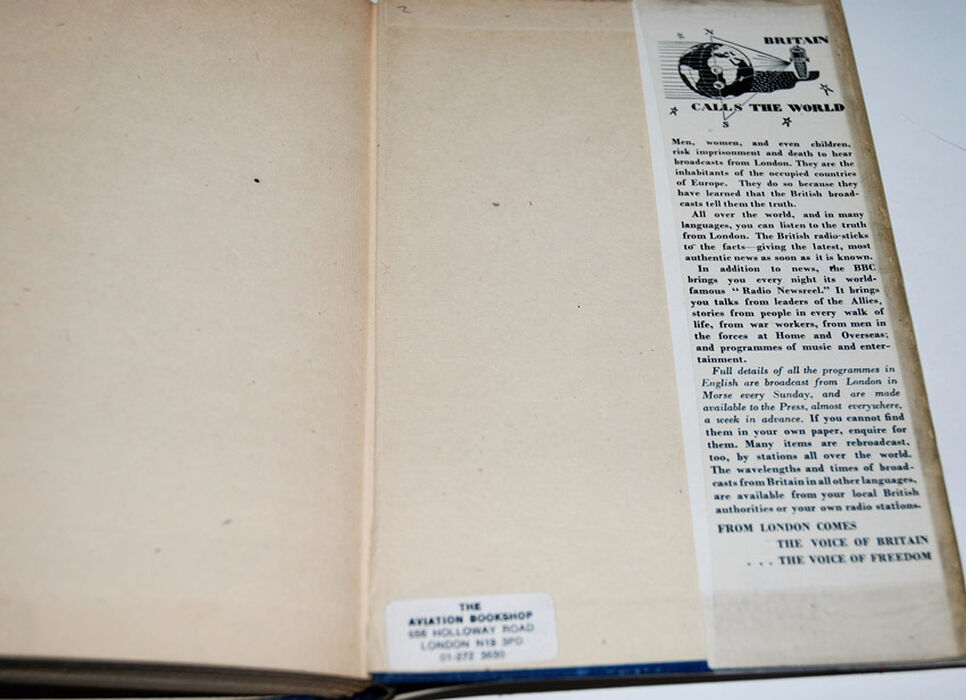 2
N
BRITAIN
CALLS THE WORLD
S
Men, women, and even children,
risk imprisonment and death to hear
broadcasts from London. They are the
inhabitants of the occupied countries
of Europe. They do so because they
have learned that the British broad-
casts tell them the truth.
All over the world, and in many
languages, you can listen to the truth
from London. The British radio-sticks
to the facts—giving the latest, most
authentic news as soon as it is known.
In addition to news, the BBC
brings you every night its world-
famous “Radio Newsreel.” It brings
you talks from leaders of the Allies,
stories from people in every walk of
life, from war workers, from men in
the forces at Home and Overseas;
and programmes of music and enter-
tainment.
Full details of all the programmes in
English are broadcast from London in
Morse every Sunday, and are made
available to the Press, almost everywhere,
a week in advance. If you cannot find
them in your own paper, enquire for
them. Many items are rebroadcast,
too, by stations all over the world.
The wavelengths and times of broad-
casts from Britain in all other languages,
are available from your local British
authorities or your own radio stations.
FROM LONDON COMES
THE VOICE OF BRITAIN
. . . THE VOICE OF FREEDOM
THE
AVIATION BOOKSHOP
656 HOLLOWAY ROAD
LONDON N19 3PD
01-272 3630